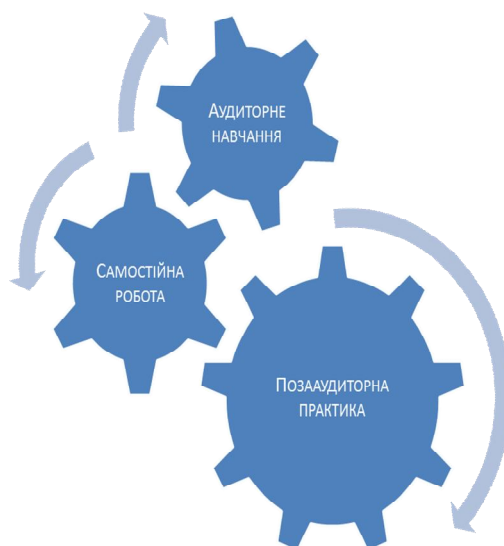 Аудиторне
навчання
Самостійна
робота
Позааудиторна
практика